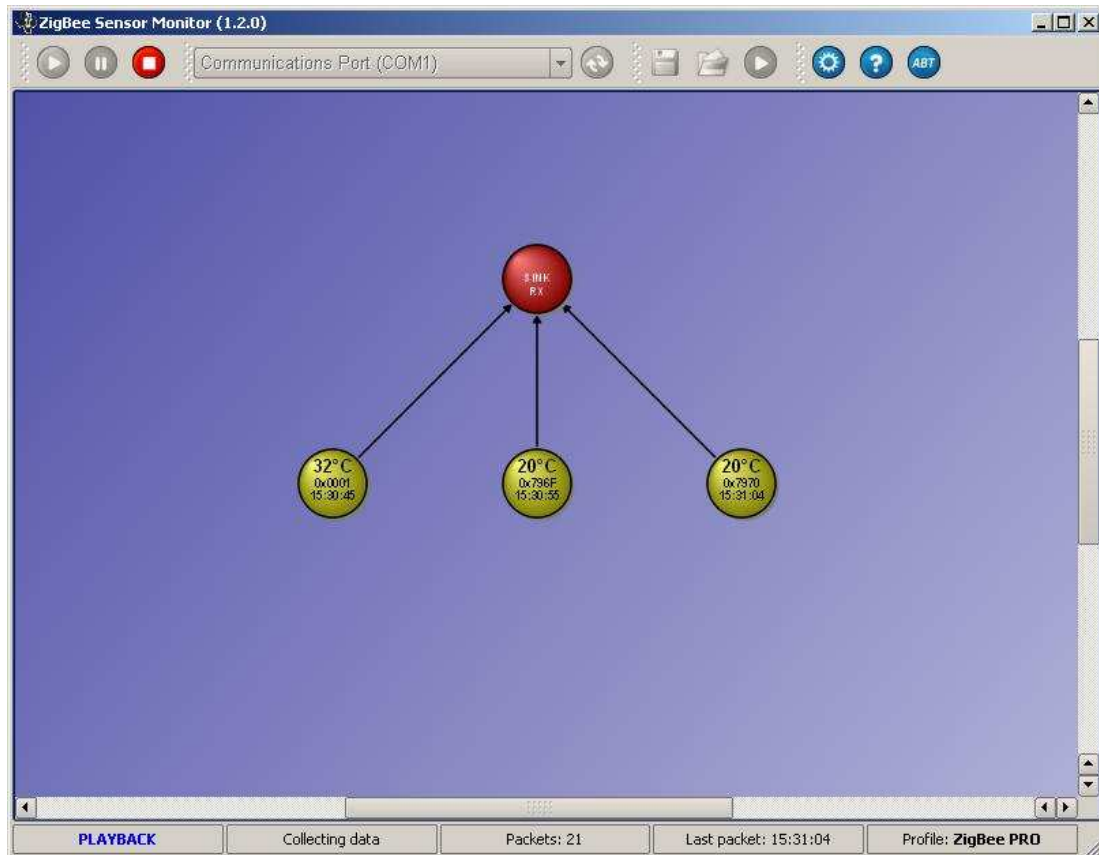 ZigBee Sensor Monitor (1.2.0)
Communications Port (COM1)
?
ABT
SINK
RX
32°C
0x0001
15:30:45
20°C
0x796F
15:30:55
20°C
0x7970
15:31:04
PLAYBACK
Collecting data
Packets: 21
Last packet: 15:31:04
Profile: ZigBee PRO